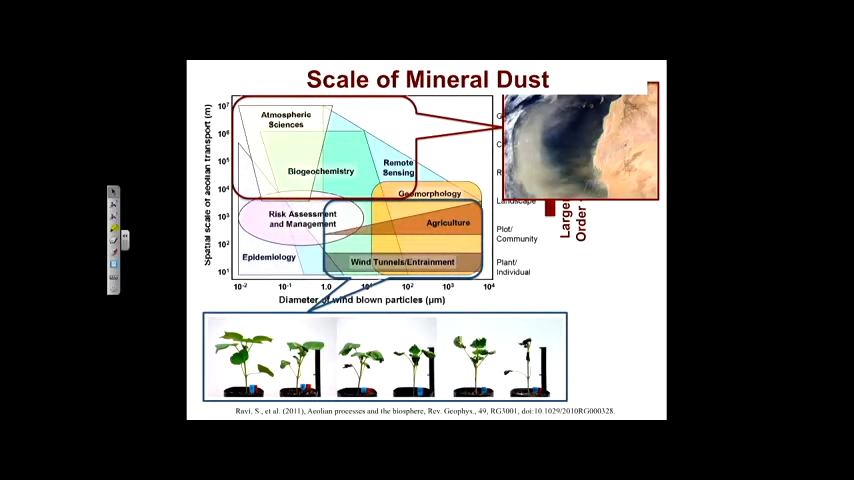 Scale of Mineral Dust
Spatial scale of aeolian transport (m)
10⁷
10⁶
10⁵
10⁴
10³
10²
10¹
Atmospheric
Sciences
Biogeochemistry
Remote
Sensing
Geomorphology
Risk Assessment
and Management
Agriculture
Epidemiology
Wind Tunnels/Entrainment
Landscape
Plot/
Community
Plant/
Individual
Larger
Order
10⁻²
10⁻¹
1.0
10¹
10²
10³
10⁴
Diameter of wind blown particles (µm)
Ravi, S., et al. (2011), Aeolian processes and the biosphere, Rev. Geophys., 49, RG3001, doi:10.1029/2010RG000328.